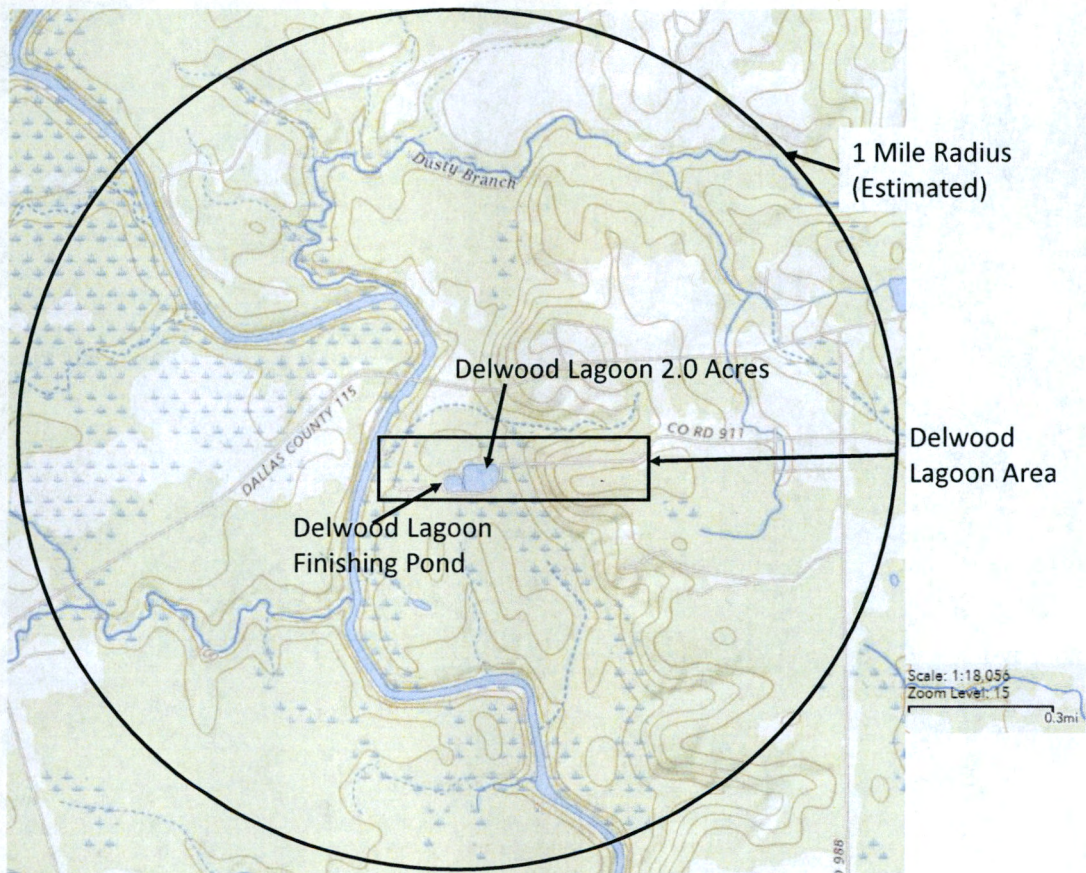 1 Mile Radius
(Estimated)
Dusty Branch
Delwood Lagoon 2.0 Acres
DALLAS COUNTY 115
CO RD 911
Delwood
Lagoon Area
Delwood Lagoon
Finishing Pond
Scale: 1:18,056
Zoom Level: 15
0.3mi
988